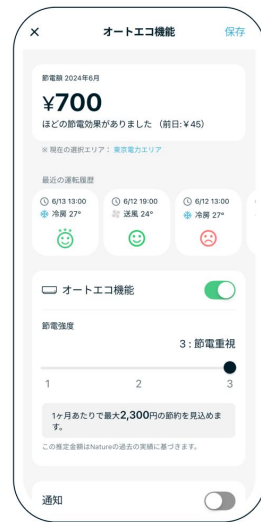 ×
オートエコ機能
保存
節電額 2024年6月
¥700
ほどの節電効果がありました (前日:¥45)
※ 現在の選択エリア： 東京電力エリア
最近の運転履歴
6/13 13:00
冷房 27°
6/12 19:00
送風 24°
6/12 13:00
冷房 27°
オートエコ機能
節電強度
3 : 節電重視
1
2
3
1ヶ月あたりで最大2,300円の節約を見込めま
す。
この推定金額はNatureの過去の実績に基づきます。
通知